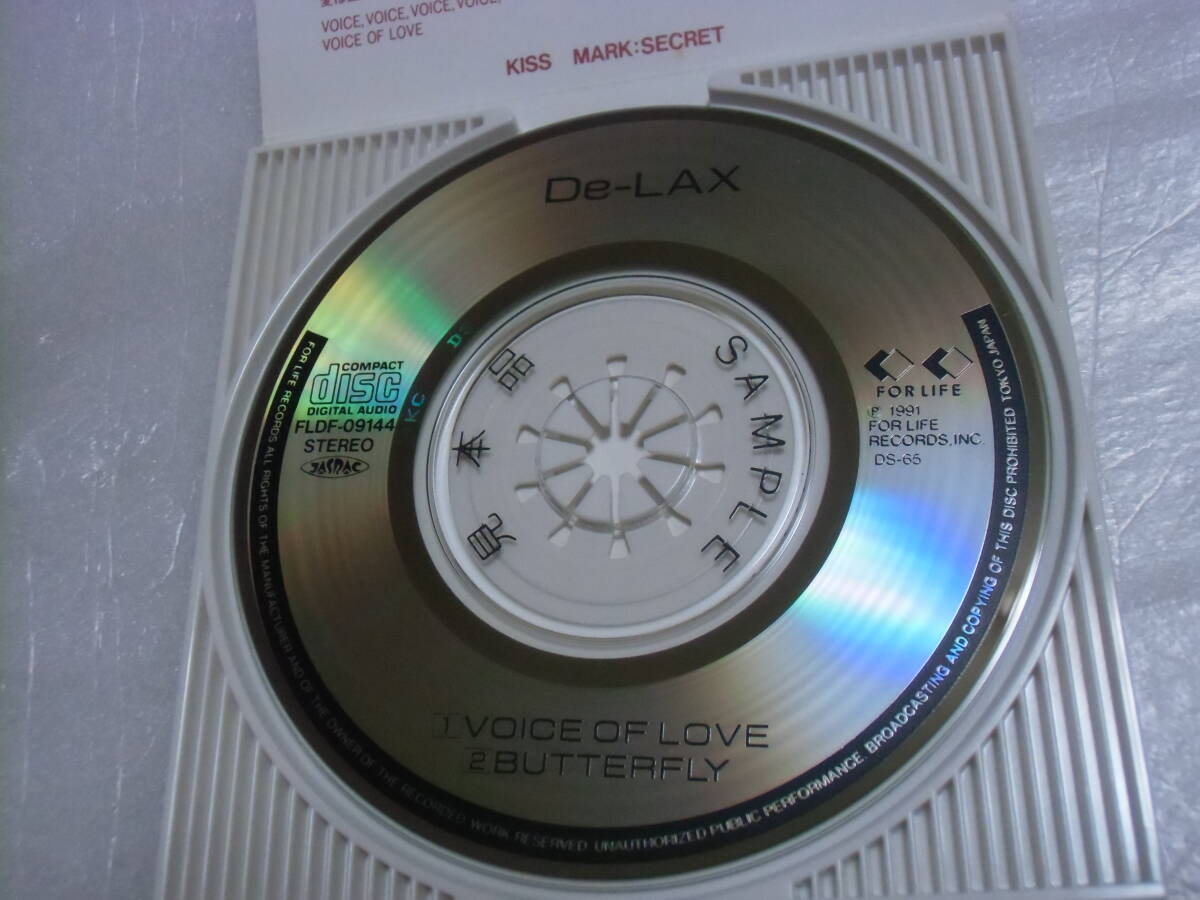 VOICE, VOICE, VOICE, VOICE,
VOICE OF LOVE
KISS MARK:SECRET
De-LAX
COMPACT
disc
DIGITAL AUDIO
FLDF-09144
STEREO
JASRAC
見本品
SAMPLE
FOR LIFE
℗ 1991
FOR LIFE
RECORDS, INC.
DS-65
1 VOICE OF LOVE
2 BUTTERFLY
FOR LIFE RECORDS ALL RIGHTS OF THE MANUFACTURER AND OF THE OWNER OF THE RECORDED WORK RESERVED. UNAUTHORIZED PUBLIC PERFORMANCE. BROADCASTING AND COPYING OF THIS DISC PROHIBITED TOKYO JAPAN